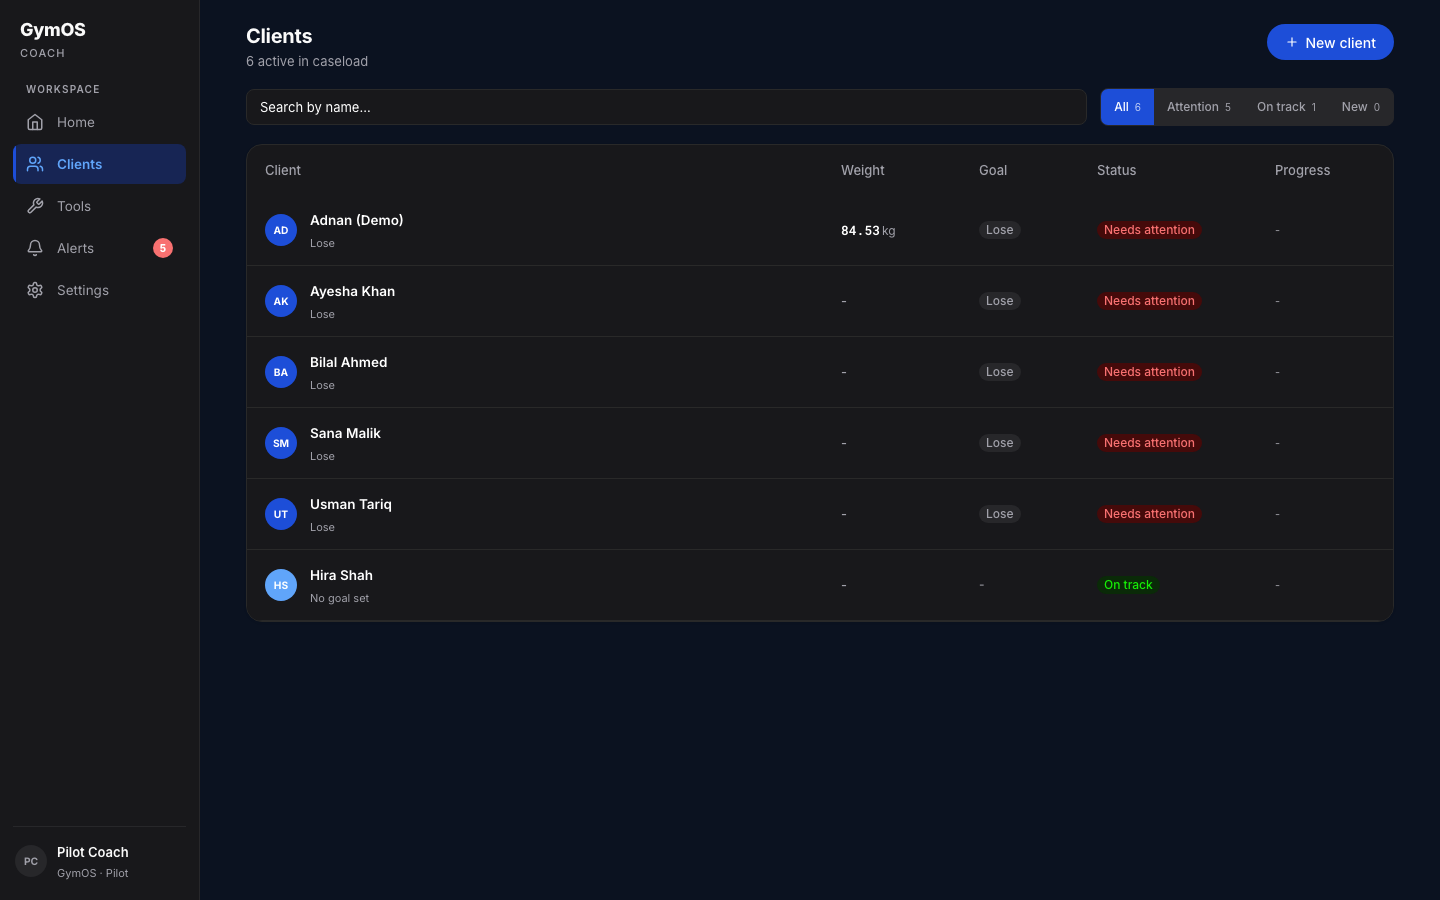 GymOS
COACH
WORKSPACE
Home
Clients
Tools
Alerts 5
Settings
Pilot Coach
PC
GymOS · Pilot
Clients
6 active in caseload
+ New client
Search by name...
All 6 Attention 5 On track 1 New 0
Client Weight Goal Status Progress
AD Adnan (Demo) 84.53 kg Lose Needs attention -
Lose
AK Ayesha Khan - Lose Needs attention -
Lose
BA Bilal Ahmed - Lose Needs attention -
Lose
SM Sana Malik - Lose Needs attention -
Lose
UT Usman Tariq - Lose Needs attention -
Lose
HS Hira Shah - - On track -
No goal set